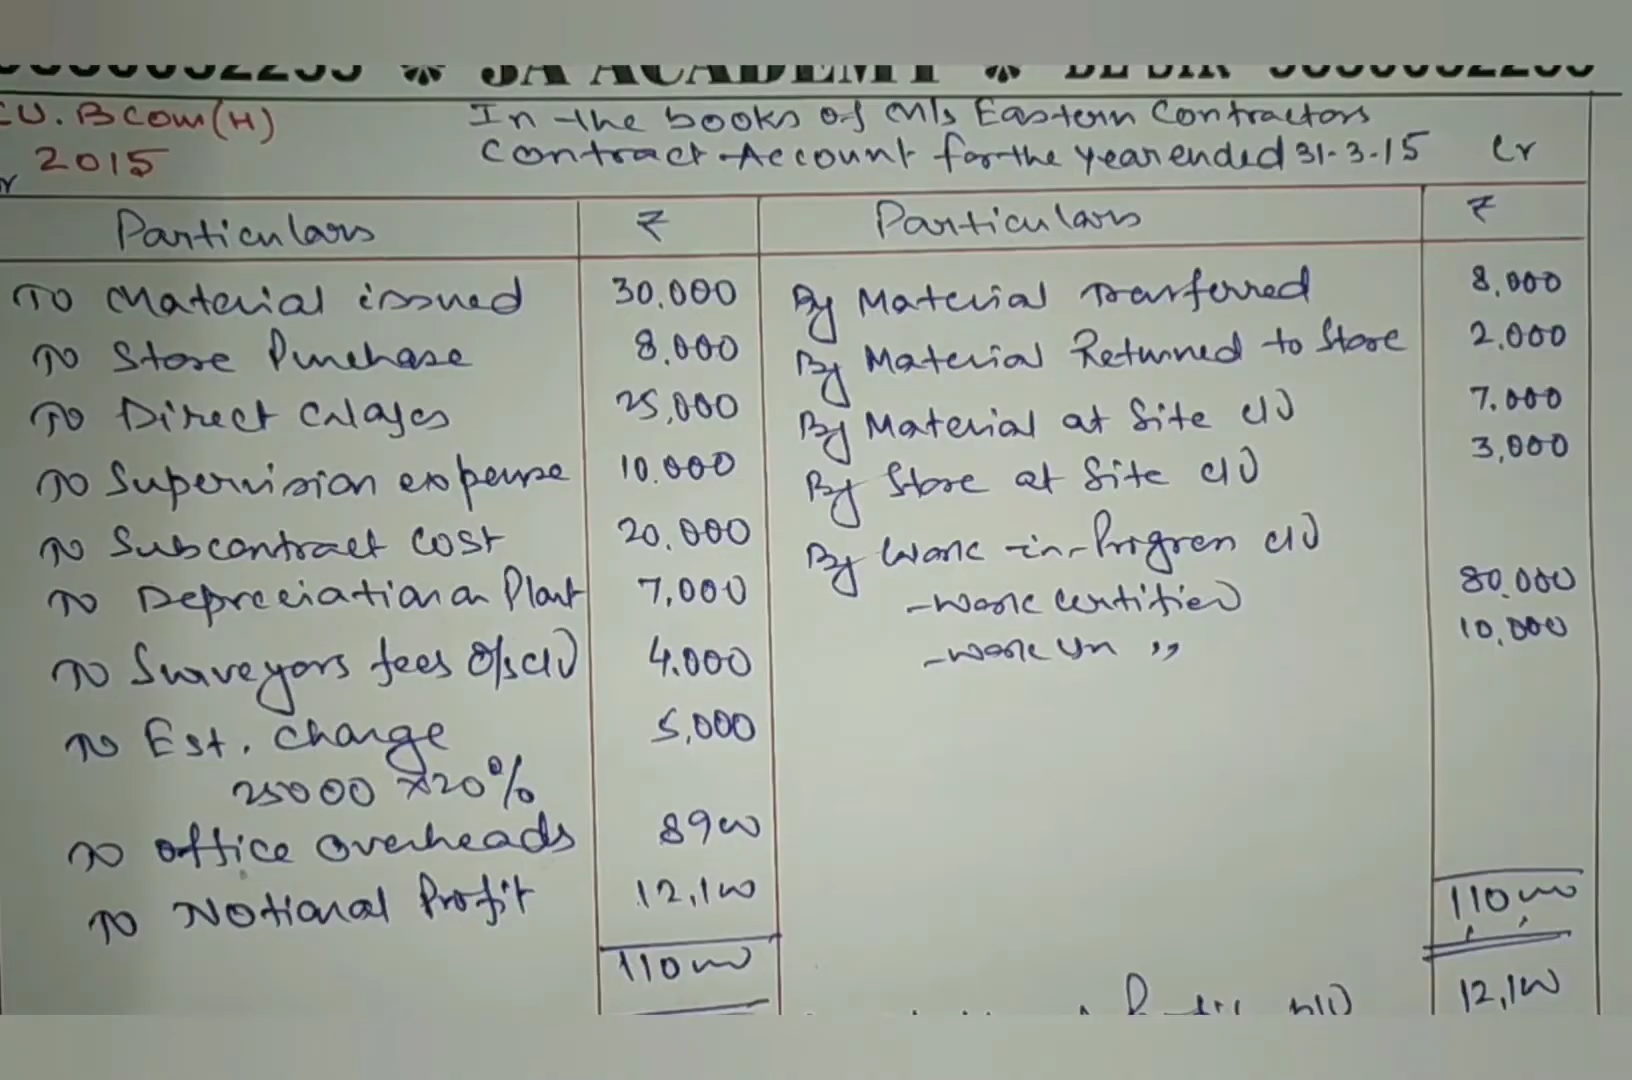 JA ACADEMY
C.U. B Com (H)
2015
In the books of M/s Eastern Contractors
Contract Account for the year ended 31-3-15 Cr
Particulars ₹ Particulars ₹
To Material issued 30,000 By Material Transferred 8,000
To Store Purchase 8,000 By Material Returned to Store 2,000
To Direct Wages 25,000 By Material at Site c/d 7,000
To Supervision expense 10,000 By Store at Site c/d 3,000
To Subcontract cost 20,000 By Work-in-Progress c/d
To Depreciation on Plant 7,000 - Work certified 80,000
To Surveyors fees o/s c/d 4,000 - Work Un ,, 10,000
To Est. Charge 5,000
25000 x 20%
To office overheads 8900
To Notional Profit 12,100
110,000
110000
12,100